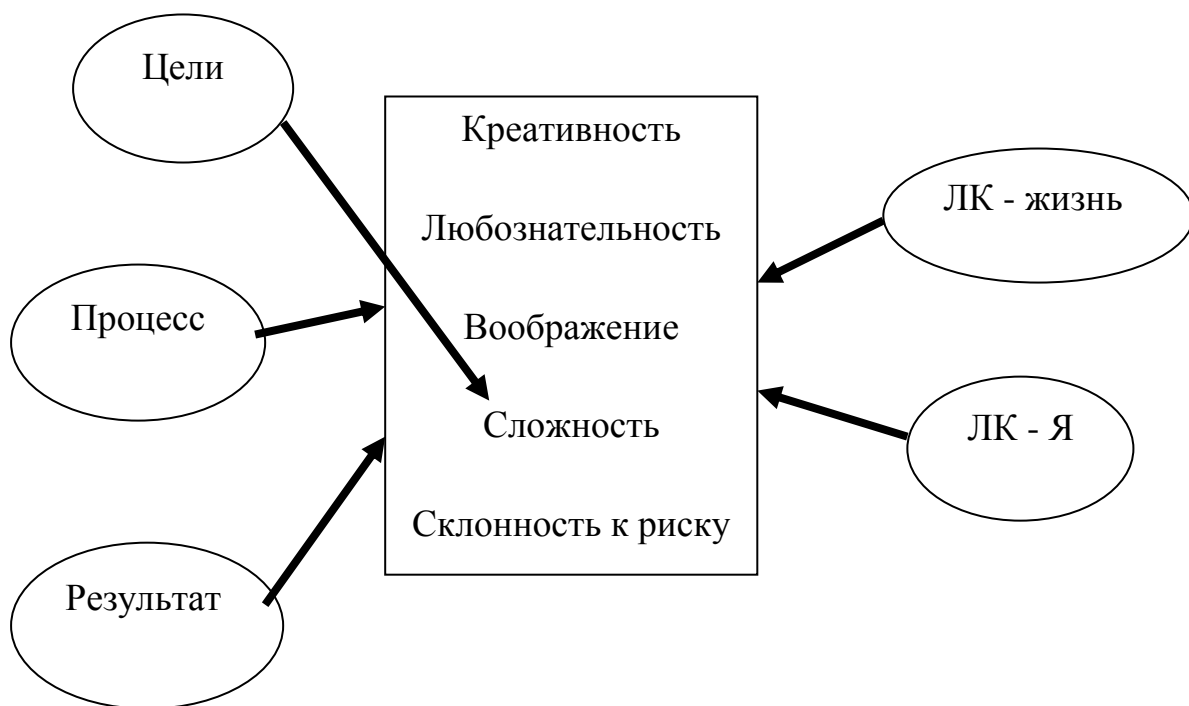 Цели
Процесс
Результат
Креативность
Любознательность
Воображение
Сложность
Склонность к риску
ЛК - жизнь
ЛК - Я